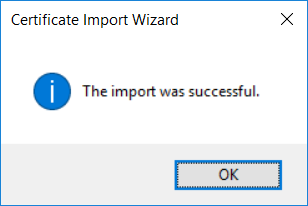 Certificate Import Wizard
The import was successful.
OK